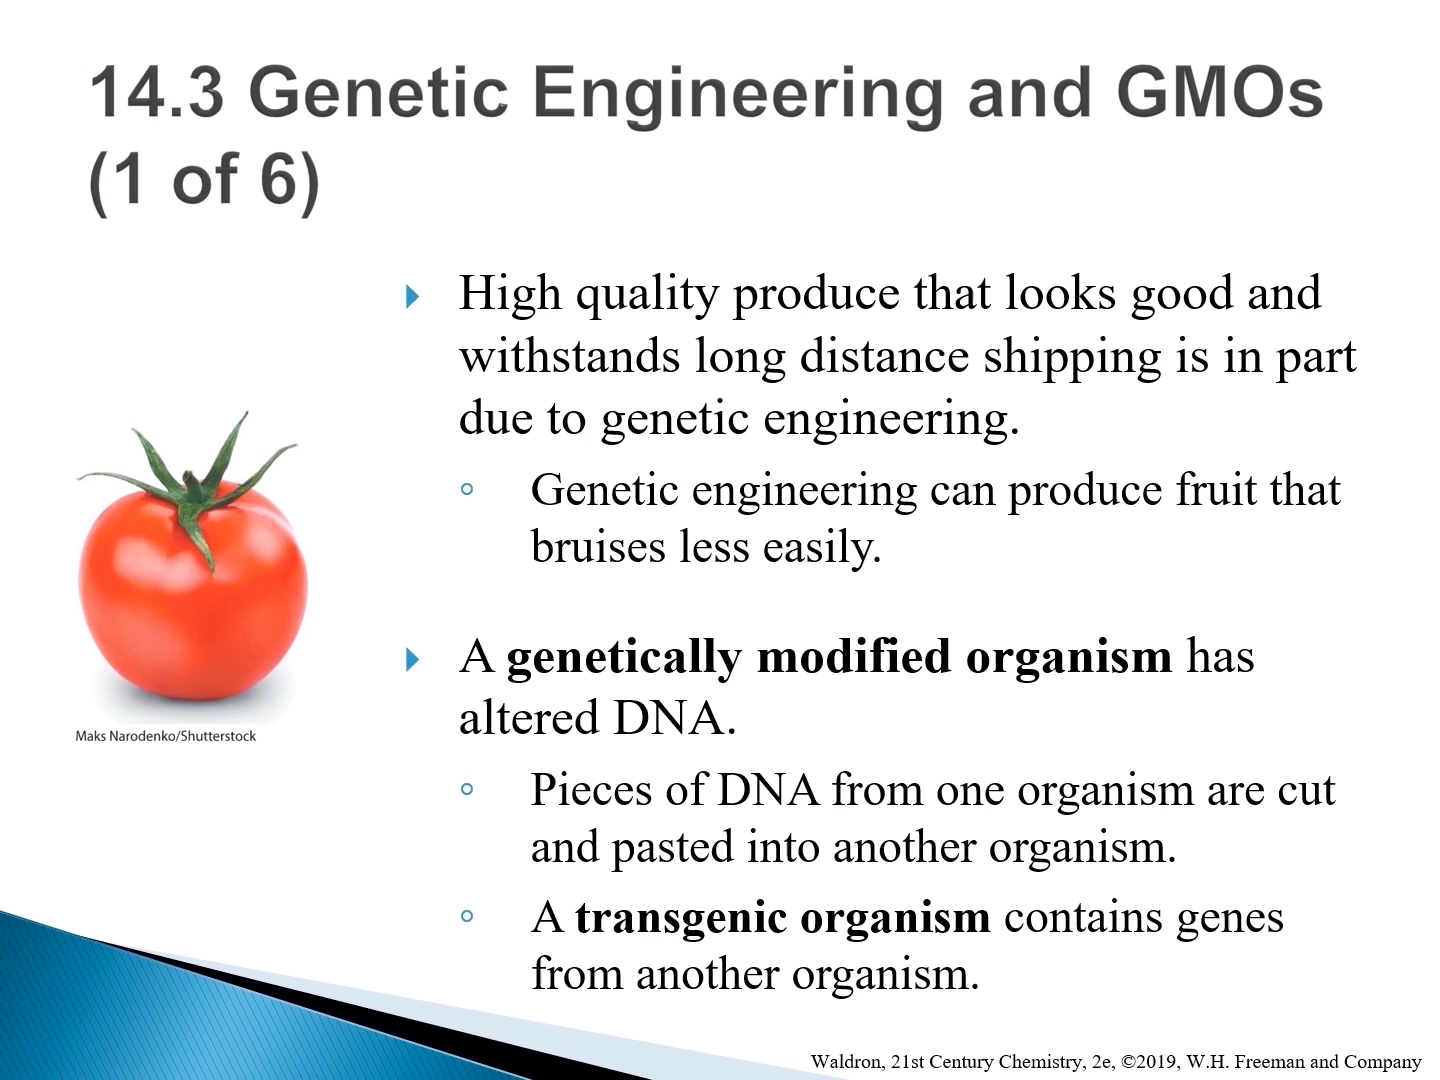 14.3 Genetic Engineering and GMOs
(1 of 6)
High quality produce that looks good and
withstands long distance shipping is in part
due to genetic engineering.
Genetic engineering can produce fruit that
bruises less easily.
A genetically modified organism has
altered DNA.
Pieces of DNA from one organism are cut
and pasted into another organism.
A transgenic organism contains genes
from another organism.
Maks Narodenko/Shutterstock
Waldron, 21st Century Chemistry, 2e, ©2019, W.H. Freeman and Company